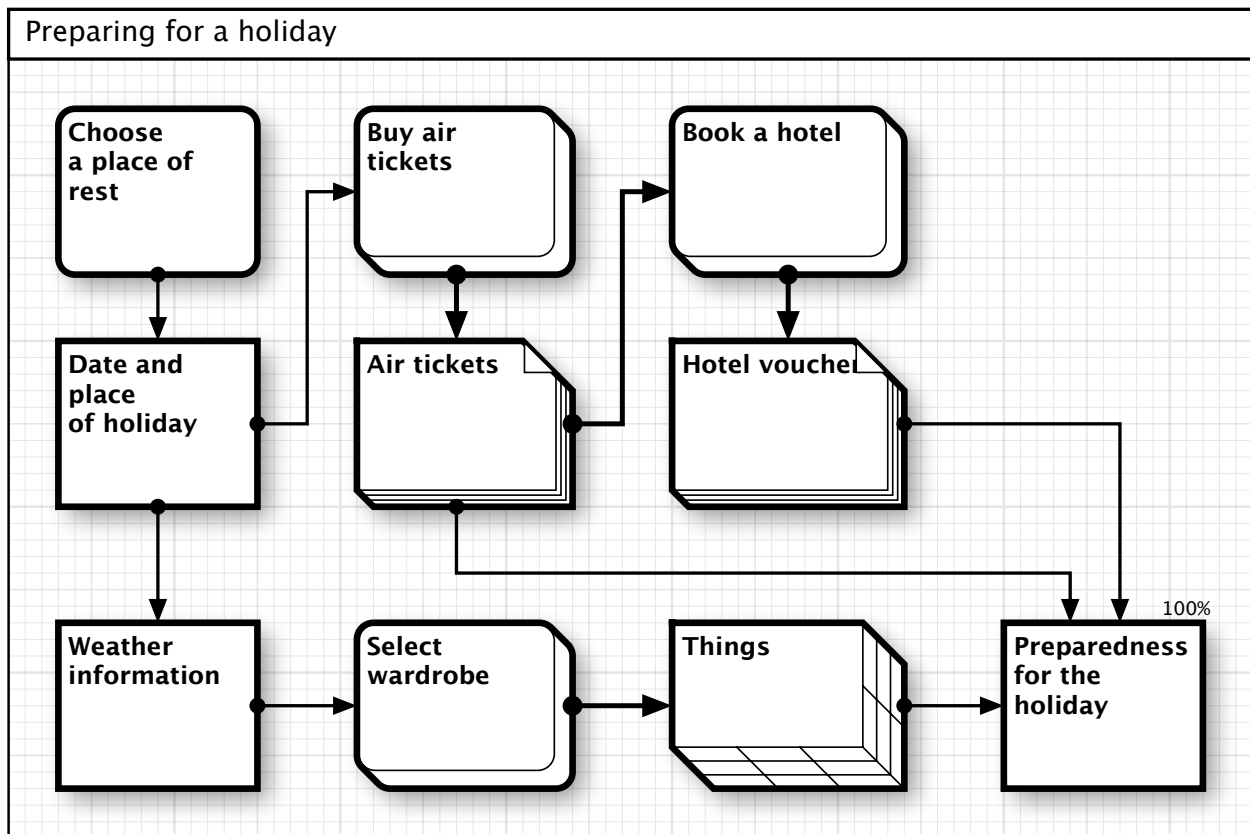 Preparing for a holiday
Choose
a place of
rest
Buy air
tickets
Book a hotel
Date and
place
of holiday
Air tickets
Hotel voucher
100%
Weather
information
Select
wardrobe
Things
Preparedness
for the
holiday